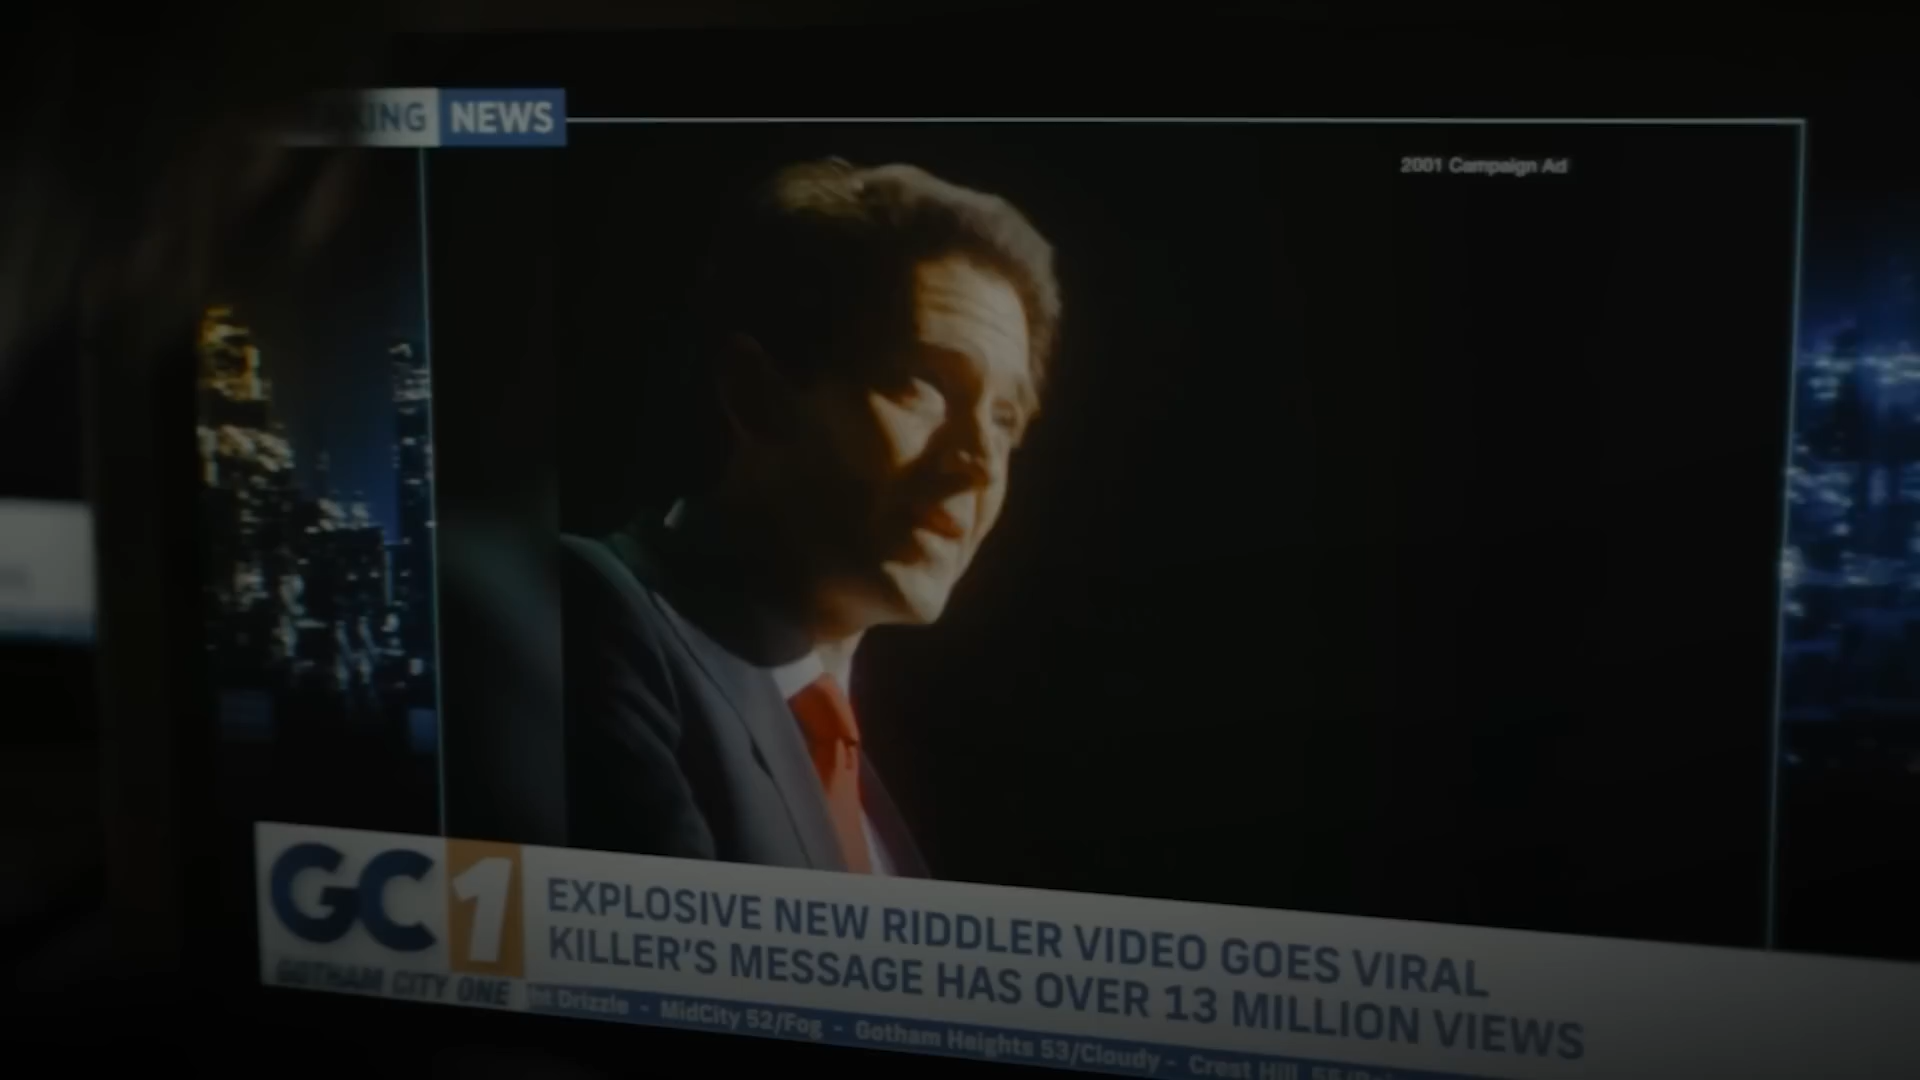 NEWS
2001 Campaign Ad
GC1
GOTHAM CITY ONE
EXPLOSIVE NEW RIDDLER VIDEO GOES VIRAL
KILLER'S MESSAGE HAS OVER 13 MILLION VIEWS
Drizzle - MidCity 52/Fog - Gotham Heights 53/Cloudy - Crest Hill